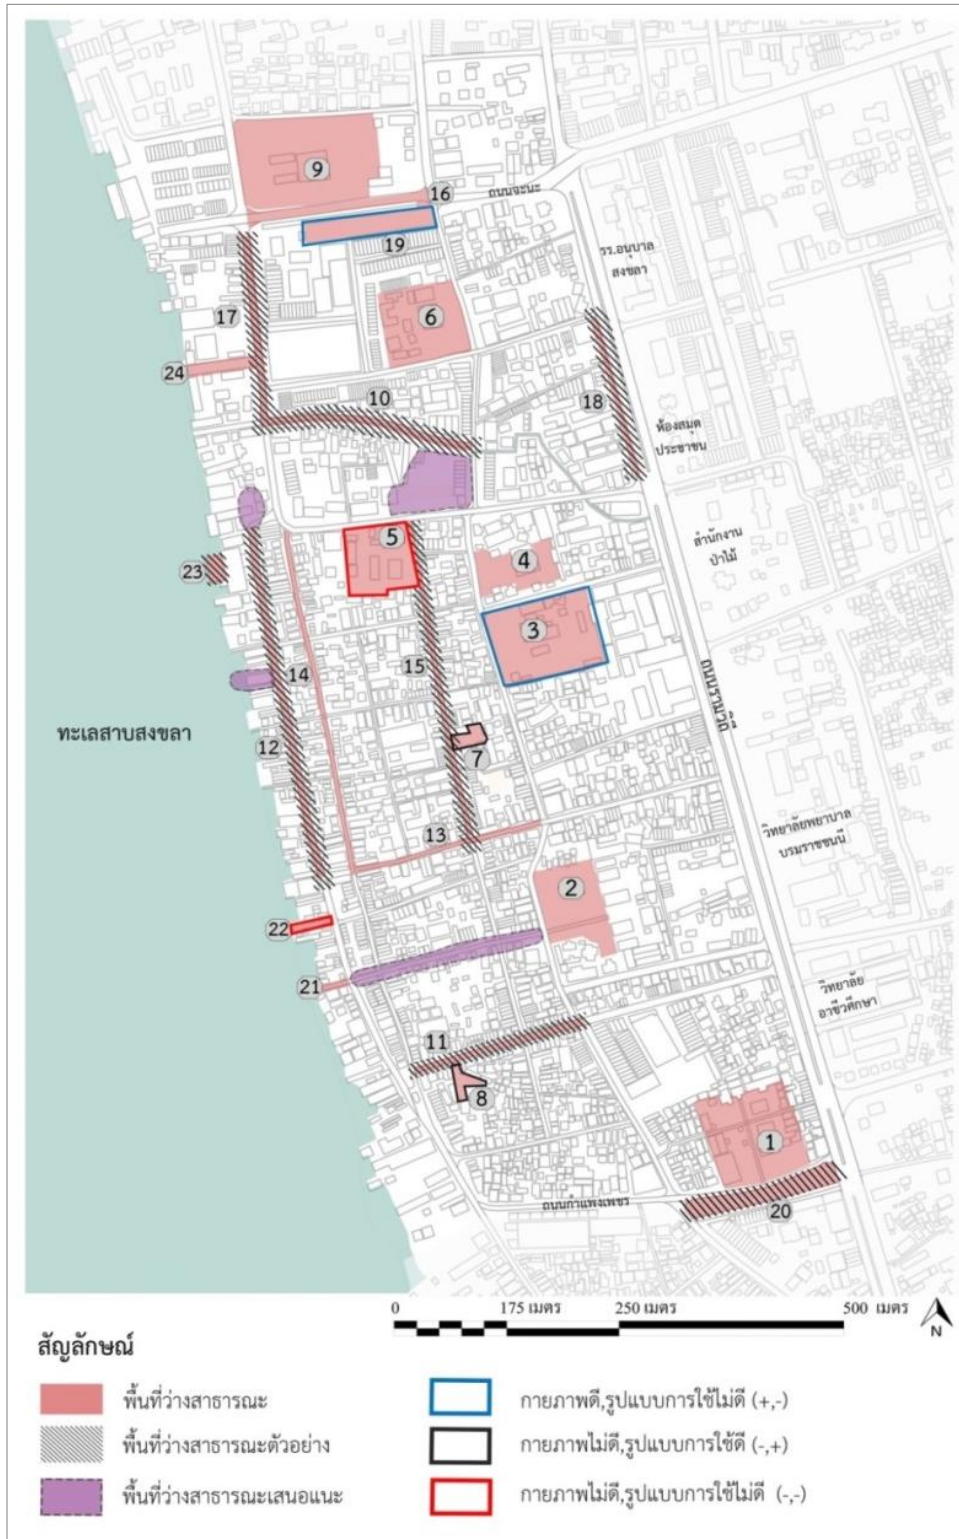 9
16
ถนนจะนะ
19
รร.อนุบาล
สงขลา
17
6
24
10
18
ห้องสมุด
ประชาชน
5
4
23
สำนักงาน
ป่าไม้
3
14
15
ถนนรามวิถี
ทะเลสาบสงขลา
12
7
13
วิทยาลัยพยาบาล
บรมราชชนนี
2
22
21
วิทยาลัย
อาชีวศึกษา
11
8
1
ถนนกำแพงเพชร
20
0 175 เมตร 250 เมตร 500 เมตร
N
สัญลักษณ์
พื้นที่ว่างสาธารณะ
พื้นที่ว่างสาธารณะตัวอย่าง
พื้นที่ว่างสาธารณะเสนอแนะ
กายภาพดี,รูปแบบการใช้ไม่ดี (+,-)
กายภาพไม่ดี,รูปแบบการใช้ดี (-,+)
กายภาพไม่ดี,รูปแบบการใช้ไม่ดี (-,-)